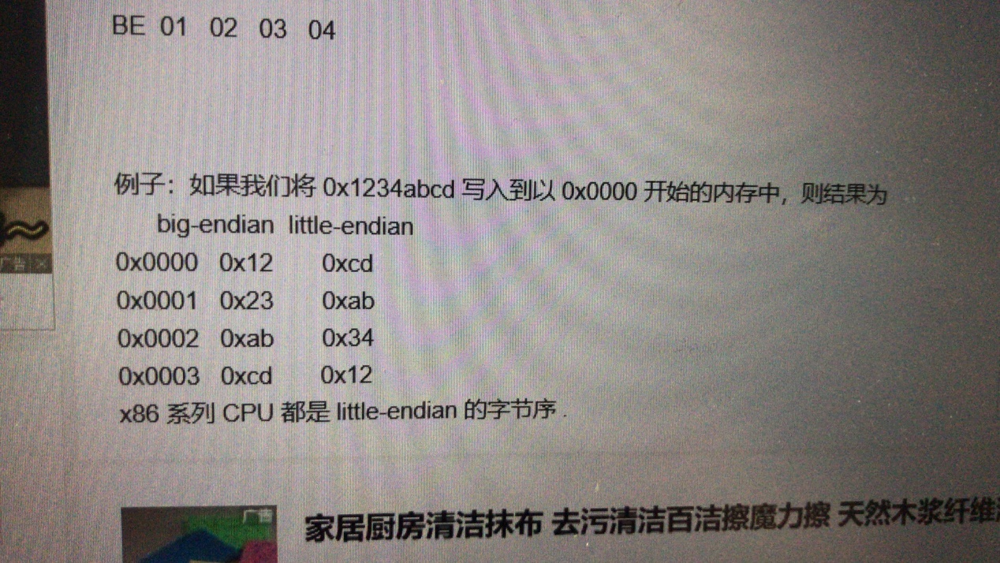 BE 01 02 03 04
例子：如果我们将 0x1234abcd 写入到以 0x0000 开始的内存中，则结果为
big-endian little-endian
0x0000 0x12 0xcd
0x0001 0x23 0xab
0x0002 0xab 0x34
0x0003 0xcd 0x12
x86 系列 CPU 都是 little-endian 的字节序 .
广告
广告
家居厨房清洁抹布 去污清洁百洁擦魔力擦 天然木浆纤维